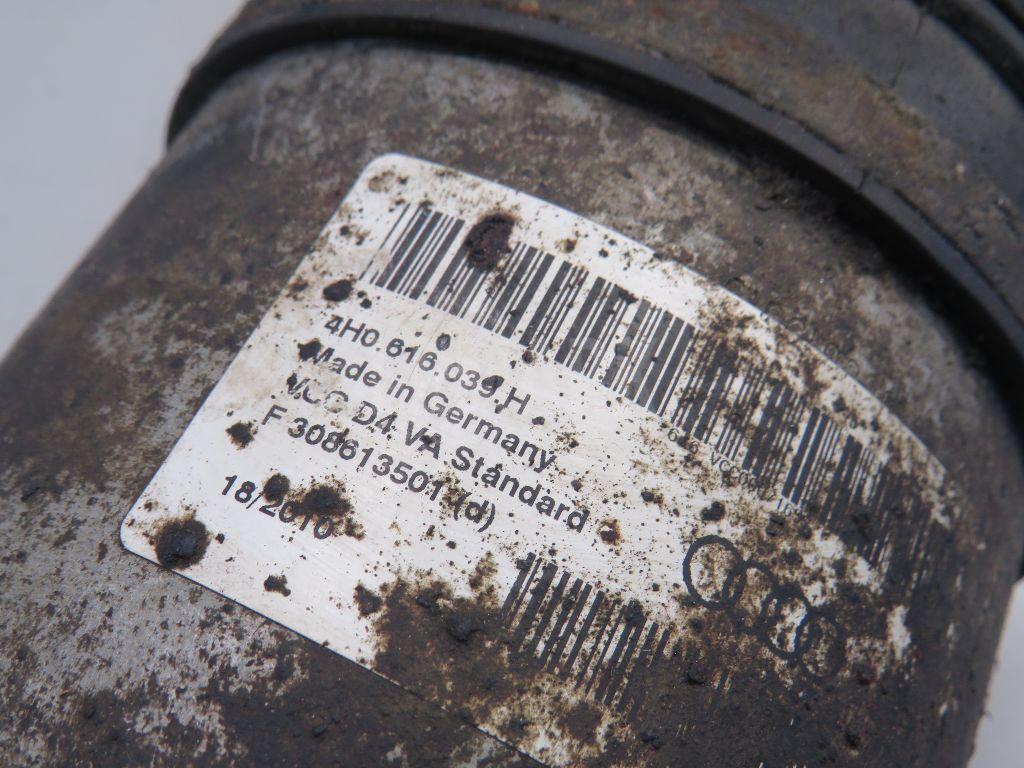 4H0.616.039.H
Made in Germany
D4 VA Standard
F 308613501 (d)
18/2010